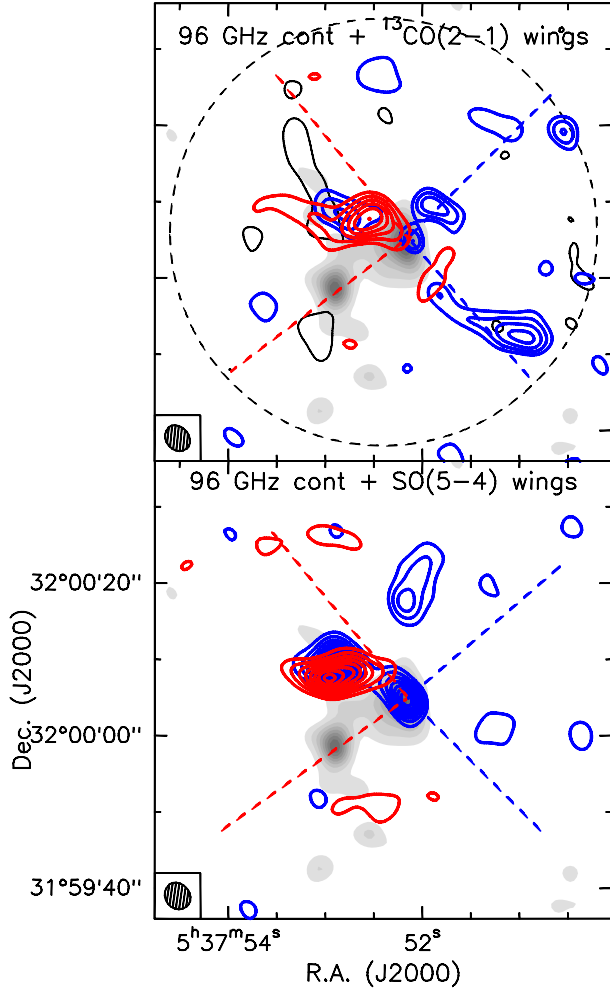 96 GHz cont + ¹³CO(2−1) wings
96 GHz cont + SO(5−4) wings
32°00'20''
32°00'00''
31°59'40''
Dec. (J2000)
5ʰ37ᵐ54ˢ 52ˢ
R.A. (J2000)